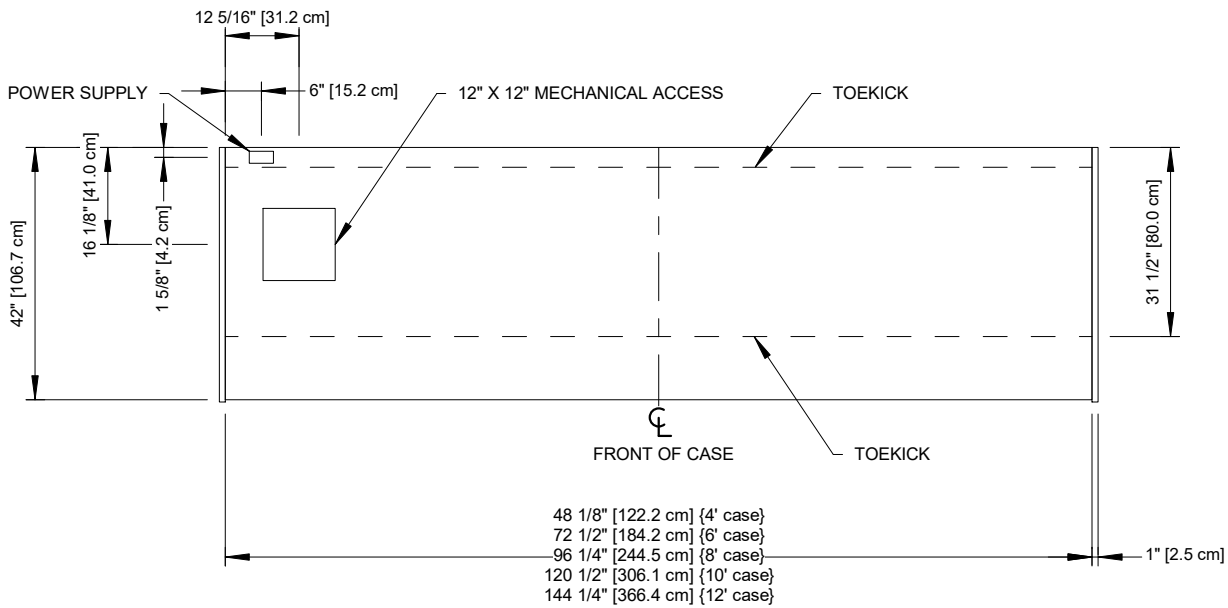 12 5/16" [31.2 cm]
POWER SUPPLY
6" [15.2 cm]
12" X 12" MECHANICAL ACCESS
TOEKICK
42" [106.7 cm]
16 1/8" [41.0 cm]
1 5/8" [4.2 cm]
31 1/2" [80.0 cm]
CL
FRONT OF CASE
TOEKICK
48 1/8" [122.2 cm] {4' case}
72 1/2" [184.2 cm] {6' case}
96 1/4" [244.5 cm] {8' case}
120 1/2" [306.1 cm] {10' case}
144 1/4" [366.4 cm] {12' case}
1" [2.5 cm]